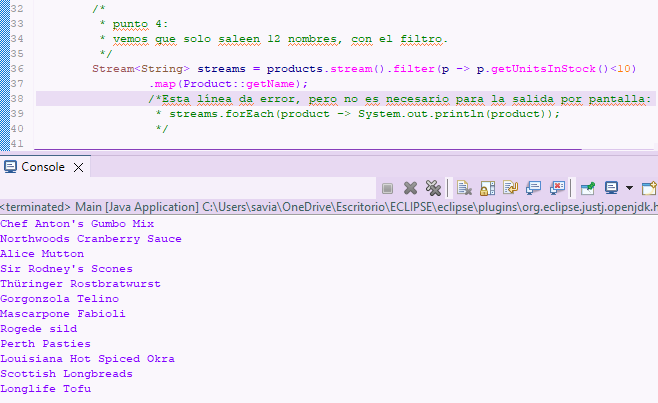 32 /*
33 * punto 4:
34 * vemos que solo saleen 12 nombres, con el filtro.
35 */
36 Stream<String> streams = products.stream().filter(p -> p.getUnitsInStock()<10)
37 .map(Product::getName);
38 /*Esta línea da error, pero no es necesario para la salida por pantalla:
39 * streams.forEach(product -> System.out.println(product));
40 */
41
Console
<terminated> Main [Java Application] C:\Users\savia\OneDrive\Escritorio\ECLIPSE\eclipse\plugins\org.eclipse.justj.openjdk.h
Chef Anton's Gumbo Mix
Northwoods Cranberry Sauce
Alice Mutton
Sir Rodney's Scones
Thüringer Rostbratwurst
Gorgonzola Telino
Mascarpone Fabioli
Rogede sild
Perth Pasties
Louisiana Hot Spiced Okra
Scottish Longbreads
Longlife Tofu